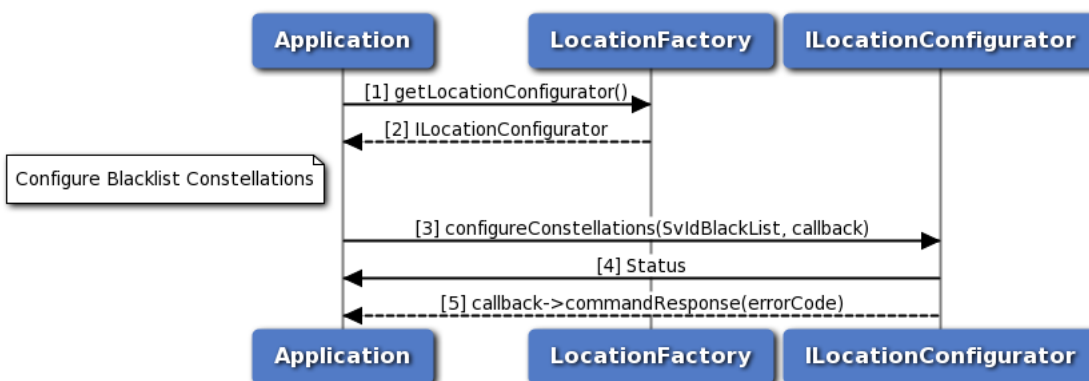 Application
LocationFactory
ILocationConfigurator
[1] getLocationConfigurator()
[2] ILocationConfigurator
Configure Blacklist Constellations
[3] configureConstellations(SvIdBlackList, callback)
[4] Status
[5] callback->commandResponse(errorCode)
Application
LocationFactory
ILocationConfigurator